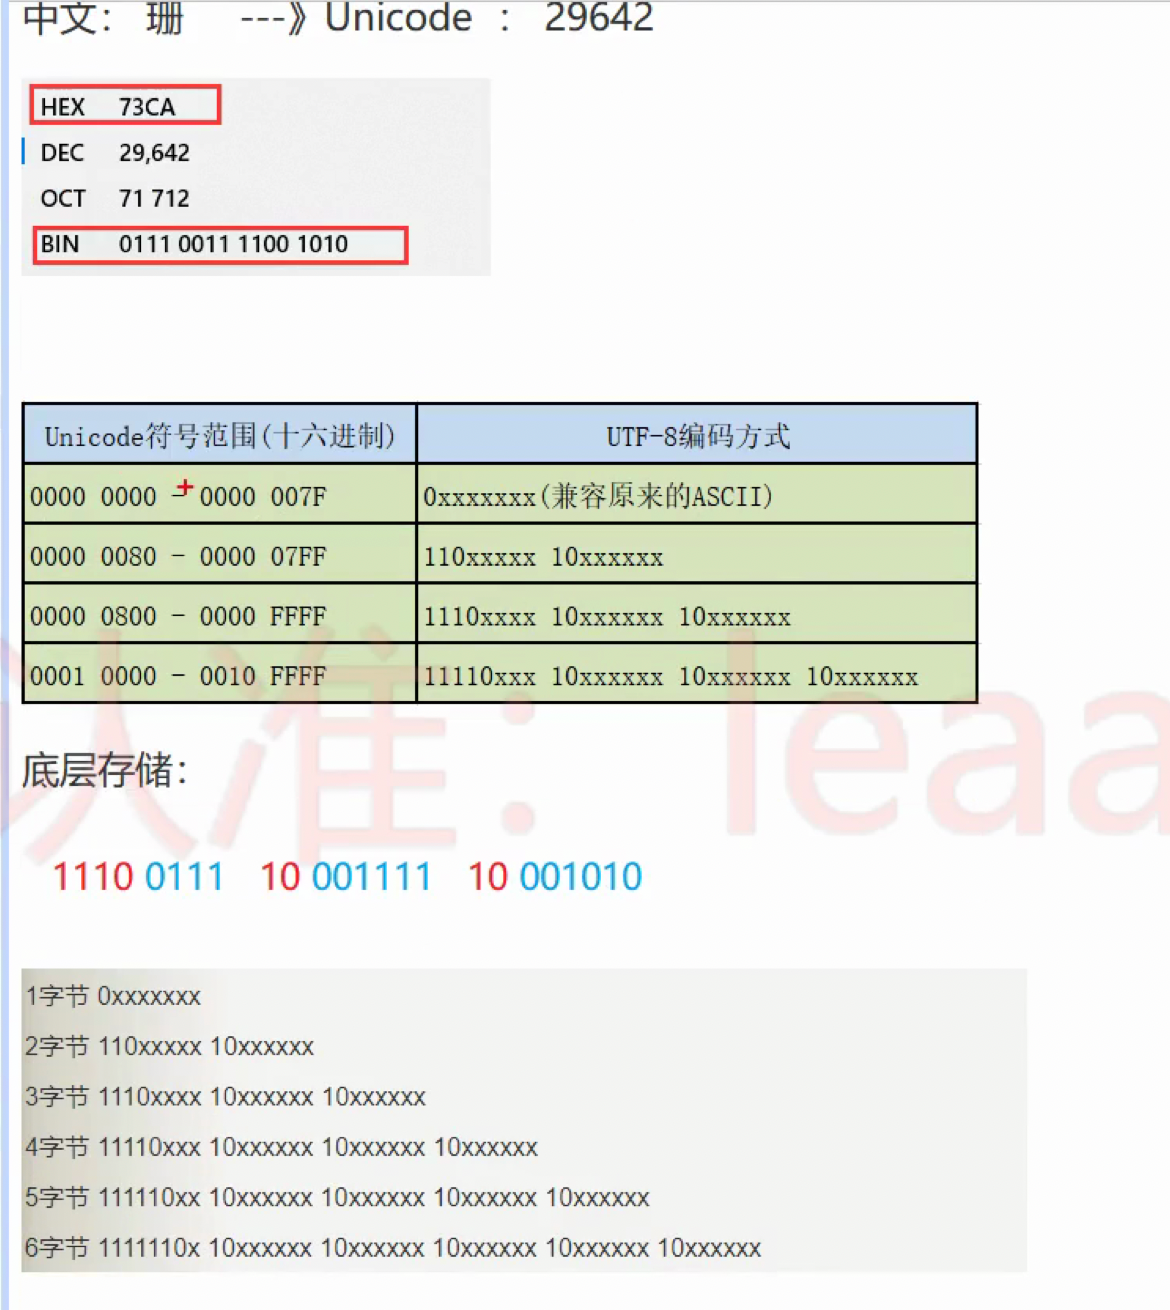 中文： 珊 ---》Unicode ： 29642
HEX 73CA
DEC 29,642
OCT 71 712
BIN 0111 0011 1100 1010
Unicode符号范围(十六进制) UTF-8编码方式
0000 0000 - 0000 007F 0xxxxxxx(兼容原来的ASCII)
0000 0080 - 0000 07FF 110xxxxx 10xxxxxx
0000 0800 - 0000 FFFF 1110xxxx 10xxxxxx 10xxxxxx
0001 0000 - 0010 FFFF 11110xxx 10xxxxxx 10xxxxxx 10xxxxxx
认准：leaa
底层存储：
1110 0111 10 001111 10 001010
1字节 0xxxxxxx
2字节 110xxxxx 10xxxxxx
3字节 1110xxxx 10xxxxxx 10xxxxxx
4字节 11110xxx 10xxxxxx 10xxxxxx 10xxxxxx
5字节 111110xx 10xxxxxx 10xxxxxx 10xxxxxx 10xxxxxx
6字节 1111110x 10xxxxxx 10xxxxxx 10xxxxxx 10xxxxxx 10xxxxxx